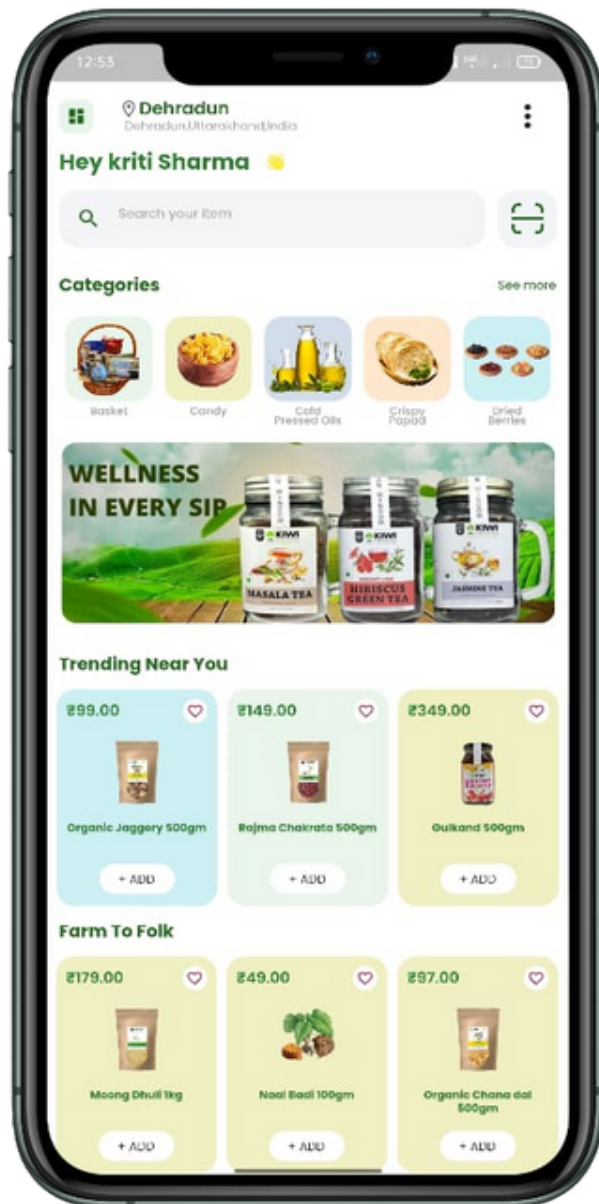 12:53
Dehradun
Dehradun,Uttarakhand,India
Hey kriti Sharma
Search your item
Categories
See more
Basket
Candy
Cold
Pressed Oils
Crispy
Papad
Dried
Berries
WELLNESS
IN EVERY SIP
KIWI
KIWI
KIWI
MASALA TEA
HIBISCUS
GREEN TEA
JASMINE TEA
Trending Near You
₹99.00
₹149.00
₹349.00
Organic Jaggery 500gm
Rajma Chakrata 500gm
Gulkand 500gm
+ ADD
+ ADD
+ ADD
Farm To Folk
₹179.00
₹49.00
₹97.00
Moong Dhuli 1kg
Naal Badi 100gm
Organic Chana dal
500gm
+ ADD
+ ADD
+ ADD